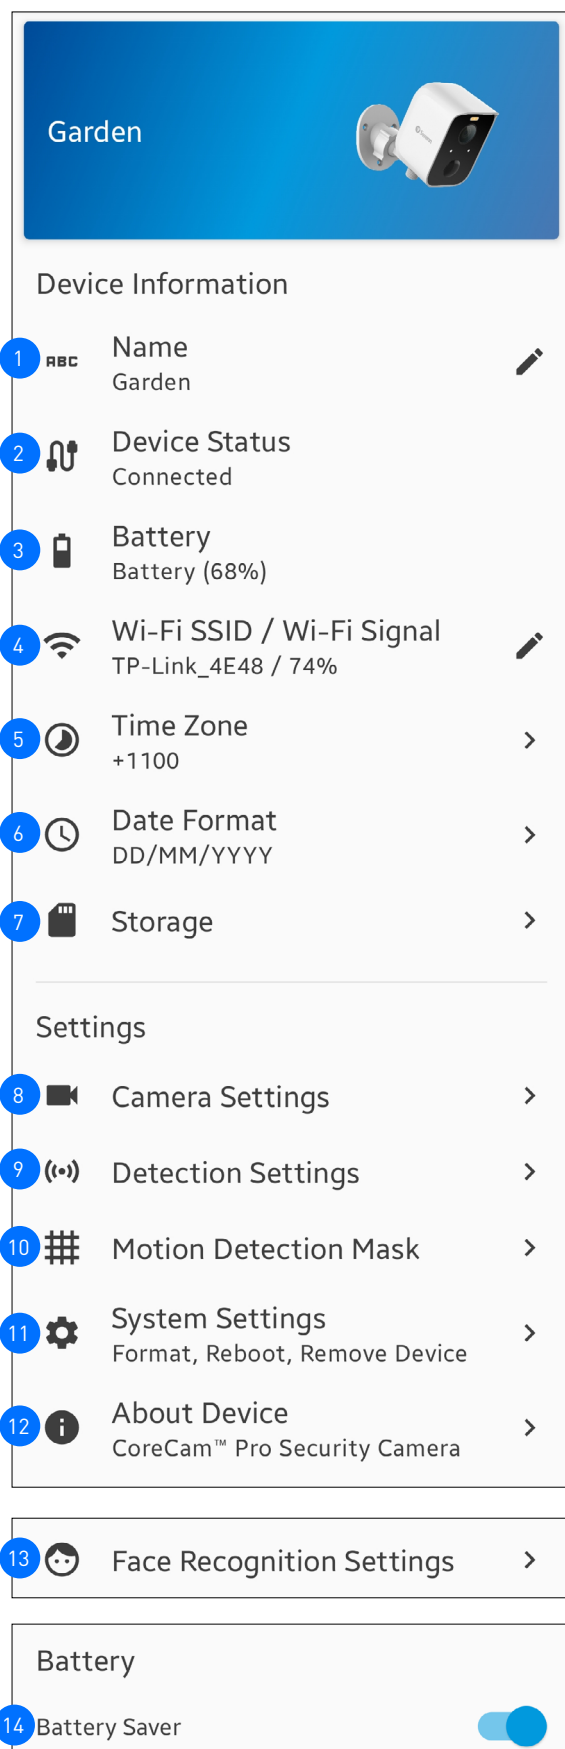 Garden
Device Information
1 ABC Name
Garden
2 Device Status
Connected
3 Battery
Battery (68%)
4 Wi-Fi SSID / Wi-Fi Signal
TP-Link_4E48 / 74%
5 Time Zone
+1100
6 Date Format
DD/MM/YYYY
7 Storage
Settings
8 Camera Settings
9 Detection Settings
10 Motion Detection Mask
11 System Settings
Format, Reboot, Remove Device
12 About Device
CoreCam™ Pro Security Camera
13 Face Recognition Settings
Battery
14 Battery Saver